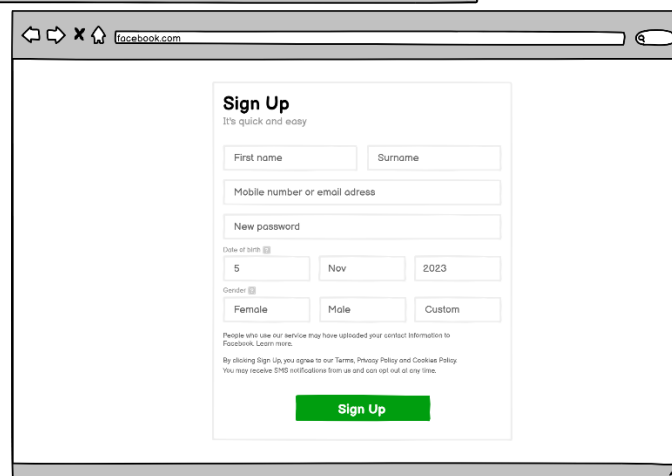 facebook.com
Sign Up
It's quick and easy
First name Surname
Mobile number or email adress
New password
Date of birth ?
5 Nov 2023
Gender ?
Female Male Custom
People who use our service may have uploaded your contact information to
Facebook. Learn more.
By clicking Sign Up, you agree to our Terms, Privacy Policy and Cookies Policy.
You may receive SMS notifications from us and can opt out at any time.
Sign Up